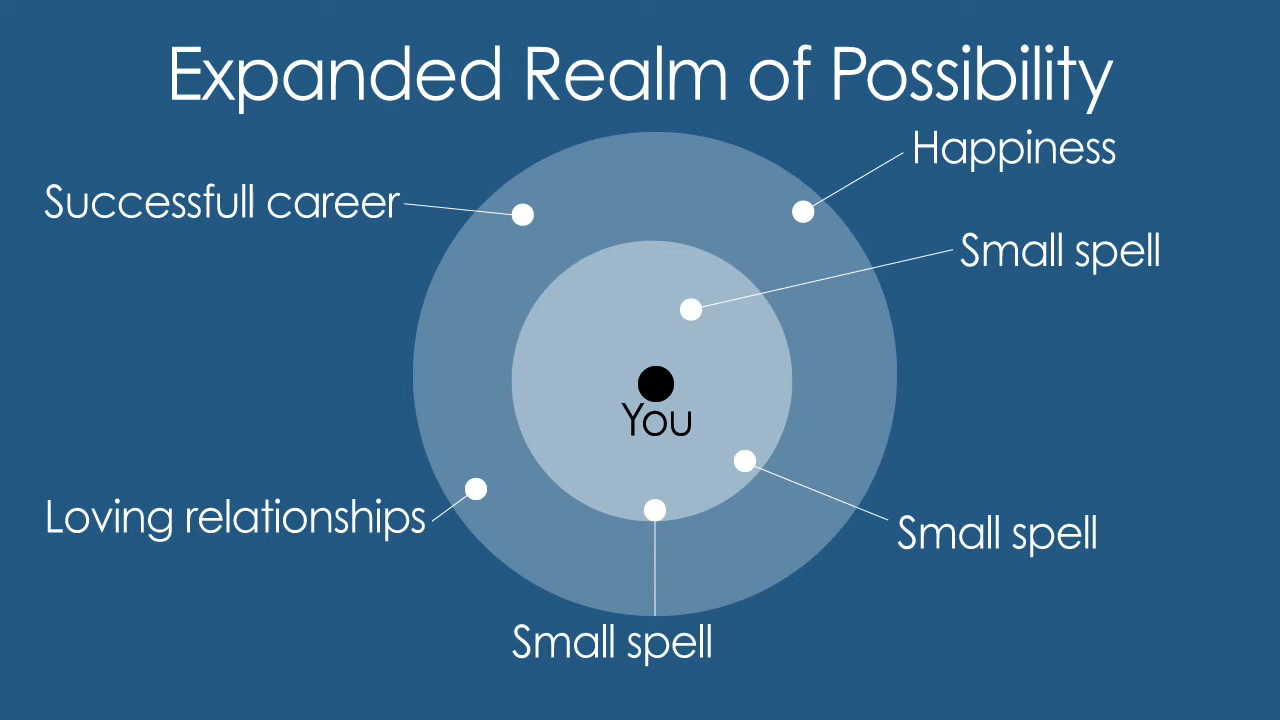 Expanded Realm of Possibility
Happiness
Successfull career
Small spell
You
Loving relationships
Small spell
Small spell